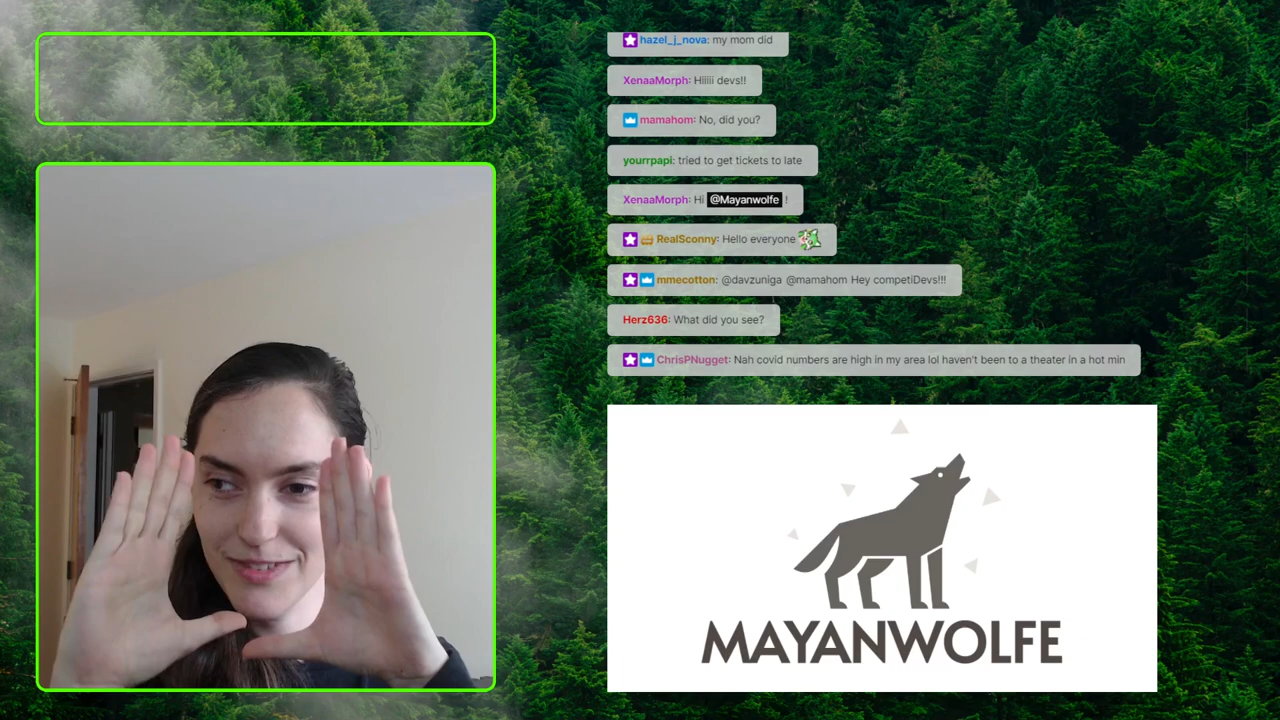 hazel_j_nova: my mom did
XenaaMorph: Hiiiii devs!!
mamahom: No, did you?
yourrpapi: tried to get tickets to late
XenaaMorph: Hi @Mayanwolfe !
RealSconny: Hello everyone
mmecotton: @davzuniga @mamahom Hey competiDevs!!!
Herz636: What did you see?
ChrisPNugget: Nah covid numbers are high in my area lol haven't been to a theater in a hot min
MAYANWOLFE